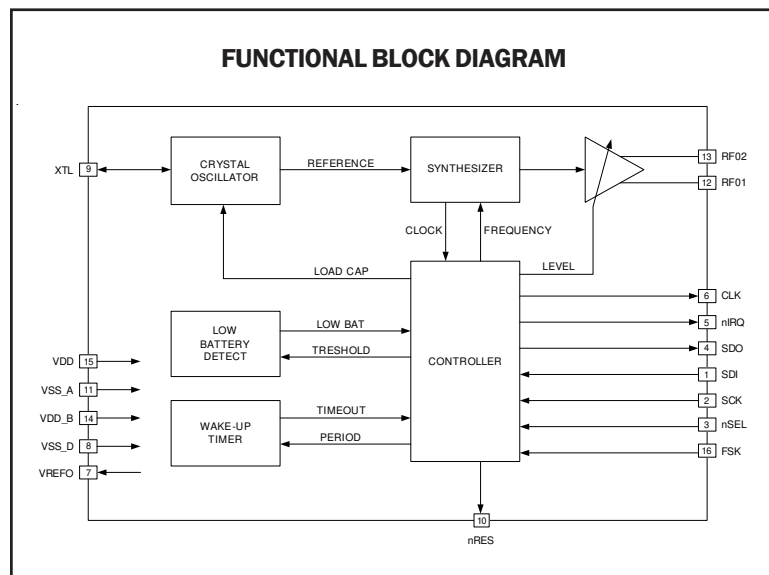 FUNCTIONAL BLOCK DIAGRAM
XTL
9
CRYSTAL
OSCILLATOR
REFERENCE
SYNTHESIZER
13
RF02
12
RF01
CLOCK
FREQUENCY
LOAD CAP
LEVEL
LOW
BATTERY
DETECT
LOW BAT
TRESHOLD
CONTROLLER
6
CLK
5
nIRQ
4
SDO
1
SDI
2
SCK
3
nSEL
16
FSK
VDD
15
VSS_A
11
VDD_B
14
VSS_D
8
VREFO
7
WAKE-UP
TIMER
TIMEOUT
PERIOD
10
nRES